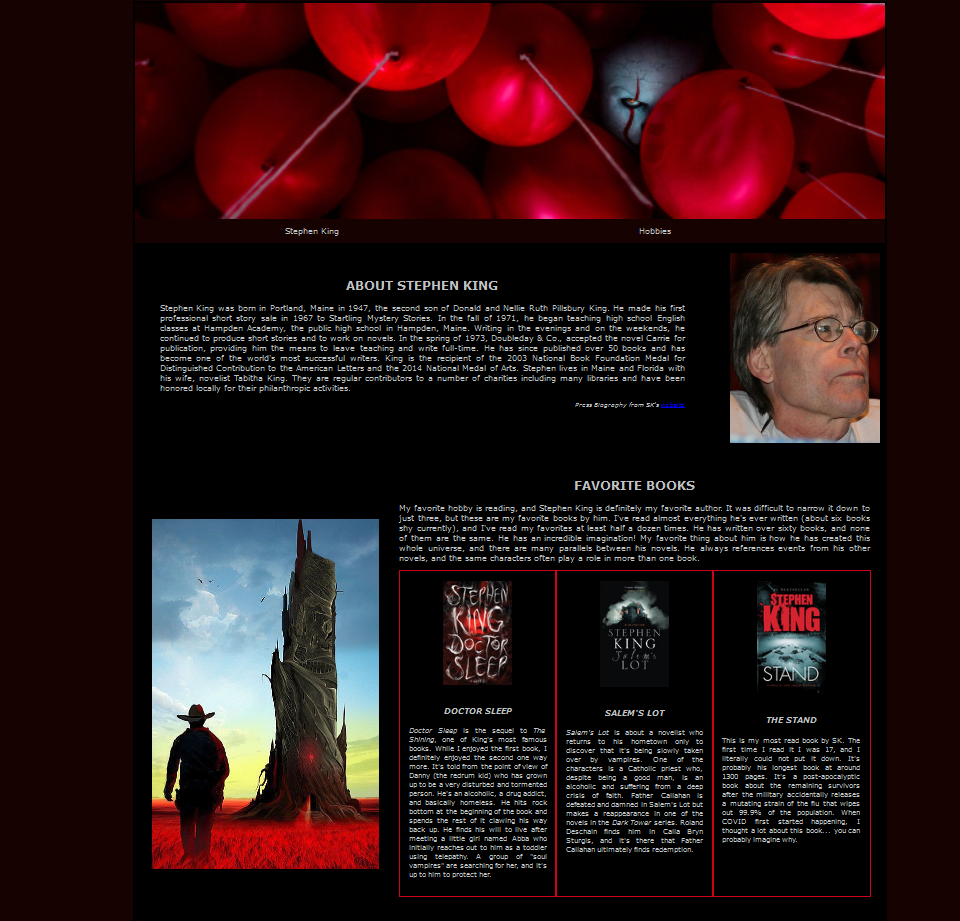 Stephen King
Hobbies
ABOUT STEPHEN KING
Stephen King was born in Portland, Maine in 1947, the second son of Donald and Nellie Ruth Pillsbury King. He made his first
professional short story sale in 1967 to Startling Mystery Stories. In the fall of 1971, he began teaching high school English
classes at Hampden Academy, the public high school in Hampden, Maine. Writing in the evenings and on the weekends, he
continued to produce short stories and to work on novels. In the spring of 1973, Doubleday & Co., accepted the novel Carrie for
publication, providing him the means to leave teaching and write full-time. He has since published over 50 books and has
become one of the world's most successful writers. King is the recipient of the 2003 National Book Foundation Medal for
Distinguished Contribution to the American Letters and the 2014 National Medal of Arts. Stephen lives in Maine and Florida with
his wife, novelist Tabitha King. They are regular contributors to a number of charities including many libraries and have been
honored locally for their philanthropic activities.
Press Biography from SK's
FAVORITE BOOKS
My favorite hobby is reading, and Stephen King is definitely my favorite author. It was difficult to narrow it down to
just three, but these are my favorite books by him. I've read almost everything he's ever written (about six books
shy currently), and I've read my favorites at least half a dozen times. He has written over sixty books, and none
of them are the same. He has an incredible imagination! My favorite thing about him is how he has created this
whole universe, and there are many parallels between his novels. He always references events from his other
novels, and the same characters often play a role in more than one book.
STEPHEN
KING
DOCTOR
SLEEP
DOCTOR SLEEP
Doctor Sleep is the sequel to The
Shining, one of King's most famous
books. While I enjoyed the first book, I
definitely enjoyed the second one way
more. It's told from the point of view of
Danny (the redrum kid) who has grown
up to be a very disturbed and tormented
person. He's an alcoholic, a drug addict,
and basically homeless. He hits rock
bottom at the beginning of the book and
spends the rest of it clawing his way
back up. He finds his will to live after
meeting a little girl named Abba who
initially reaches out to him as a toddler
using telepathy. A group of "soul
vampires" are searching for her, and it's
up to him to protect her.
STEPHEN
KING
'Salem's
LOT
SALEM'S LOT
Salem's Lot is about a novelist who
returns to his hometown only to
discover that it's being slowly taken
over by vampires. One of the
characters is a Catholic priest who,
despite being a good man, is an
alcoholic and suffering from a deep
crisis of faith. Father Callahan is
defeated and damned in Salem's Lot but
makes a reappearance in one of the
novels in the Dark Tower series. Roland
Deschain finds him in Calla Bryn
Sturgis, and it's there that Father
Callahan ultimately finds redemption.
STEPHEN
KING
THE
STAND
THE STAND
This is my most read book by SK. The
first time I read it I was 17, and I
literally could not put it down. It's
probably his longest book at around
1300 pages. It's a post-apocalyptic
book about the remaining survivors
after the military accidentally releases
a mutating strain of the flu that wipes
out 99.9% of the population. When
COVID first started happening, I
thought a lot about this book... you can
probably imagine why.